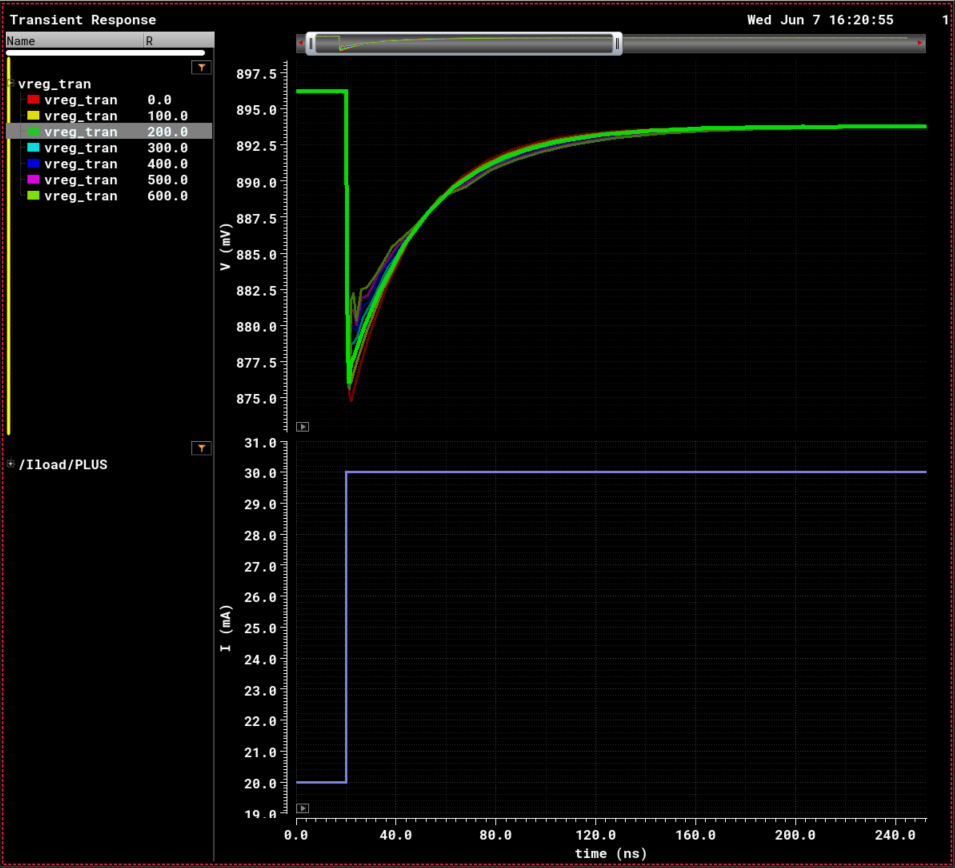 Transient Response
Wed Jun 7 16:20:55
1
Name R
vreg_tran
vreg_tran 0.0
vreg_tran 100.0
vreg_tran 200.0
vreg_tran 300.0
vreg_tran 400.0
vreg_tran 500.0
vreg_tran 600.0
897.5
895.0
892.5
890.0
887.5
885.0
882.5
880.0
877.5
875.0
V (mV)
/Iload/PLUS
31.0
30.0
29.0
28.0
27.0
26.0
25.0
24.0
23.0
22.0
21.0
20.0
19.0
I (mA)
0.0 40.0 80.0 120.0 160.0 200.0 240.0
time (ns)